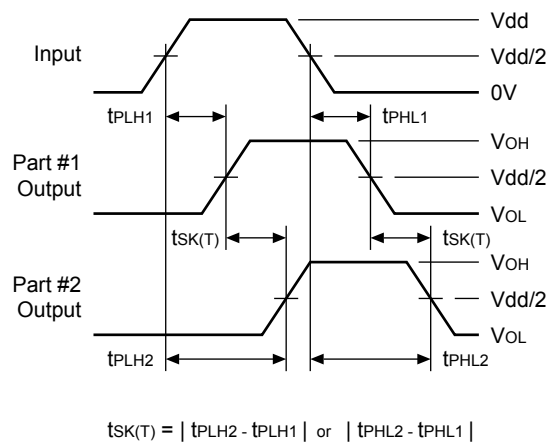 Vdd
Input
Vdd/2
0V
tPLH1
tPHL1
VOH
Part #1
Output
Vdd/2
VOL
tSK(T)
tSK(T)
VOH
Part #2
Output
Vdd/2
VOL
tPLH2
tPHL2
tSK(T) = | tPLH2 - tPLH1 | or | tPHL2 - tPHL1 |